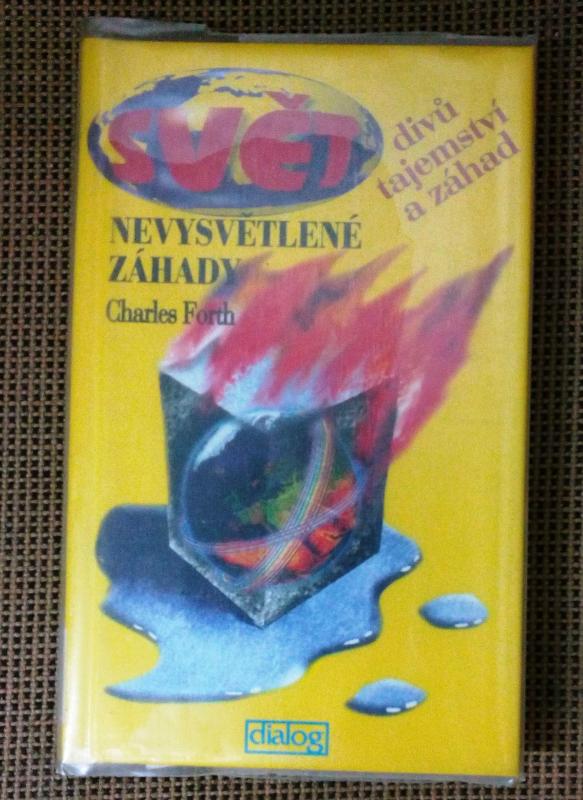 SVĚT
divů
tajemství
a záhad
NEVYSVĚTLENÉ
ZÁHADY
Charles Forth
dialog